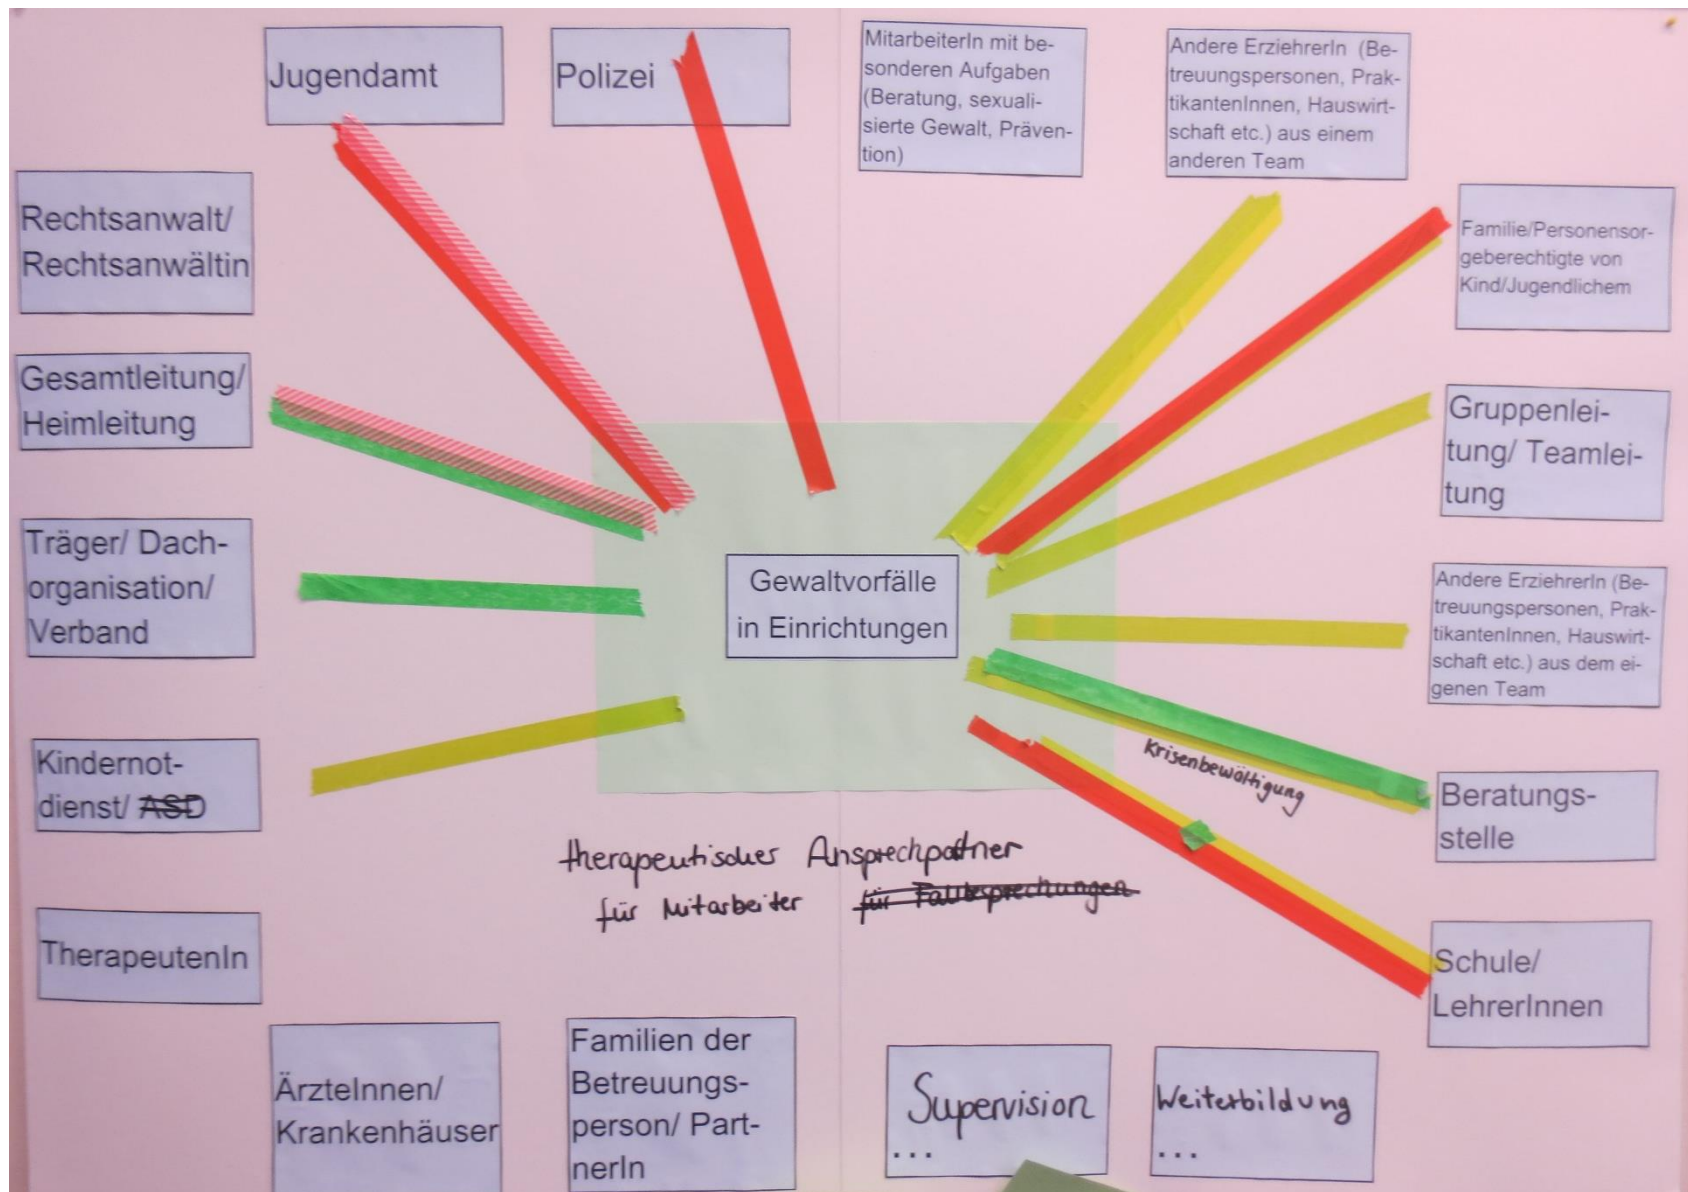 Jugendamt
Polizei
MitarbeiterIn mit be-
sonderen Aufgaben
(Beratung, sexuali-
sierte Gewalt, Präven-
tion)
Andere ErziehrerIn (Be-
treuungspersonen, Prak-
tikantenInnen, Hauswirt-
schaft etc.) aus einem
anderen Team
Rechtsanwalt/
Rechtsanwältin
Familie/Personensor-
geberechtigte von
Kind/Jugendlichem
Gesamtleitung/
Heimleitung
Gruppenlei-
tung/ Teamlei-
tung
Träger/ Dach-
organisation/
Verband
Gewaltvorfälle
in Einrichtungen
Andere ErziehrerIn (Be-
treuungspersonen, Prak-
tikantenInnen, Hauswirt-
schaft etc.) aus dem ei-
genen Team
Kindernot-
dienst/ ASD
Krisenbewältigung
Beratungs-
stelle
therapeutischer Ansprechpartner
für Mitarbeiter für Fallbesprechungen
TherapeutenIn
Schule/
LehrerInnen
ÄrzteInnen/
Krankenhäuser
Familien der
Betreuungs-
person/ Part-
nerIn
Supervision
...
Weiterbildung
...